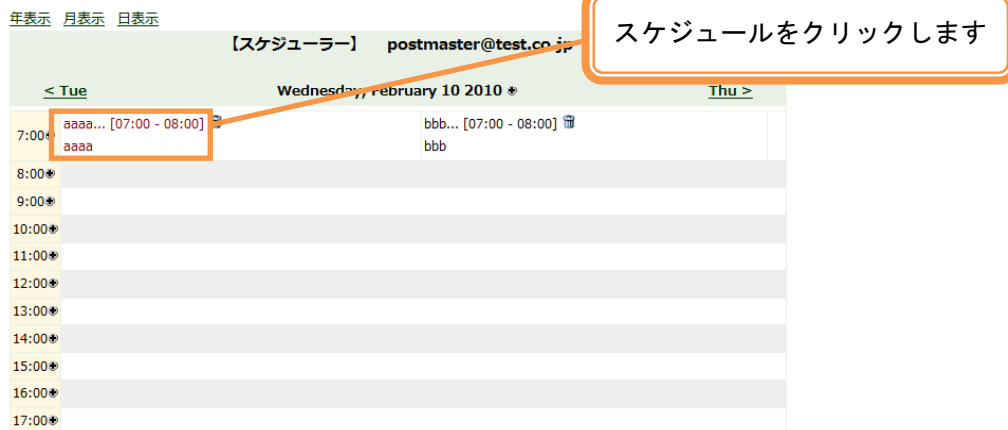 年表示 月表示 日表示
スケジュールをクリックします
【スケジューラー】 postmaster@test.co.jp
< Tue Wednesday, February 10 2010 Thu >
aaaa... [07:00 - 08:00] bbb... [07:00 - 08:00]
7:00
aaaa bbb
8:00
9:00
10:00
11:00
12:00
13:00
14:00
15:00
16:00
17:00